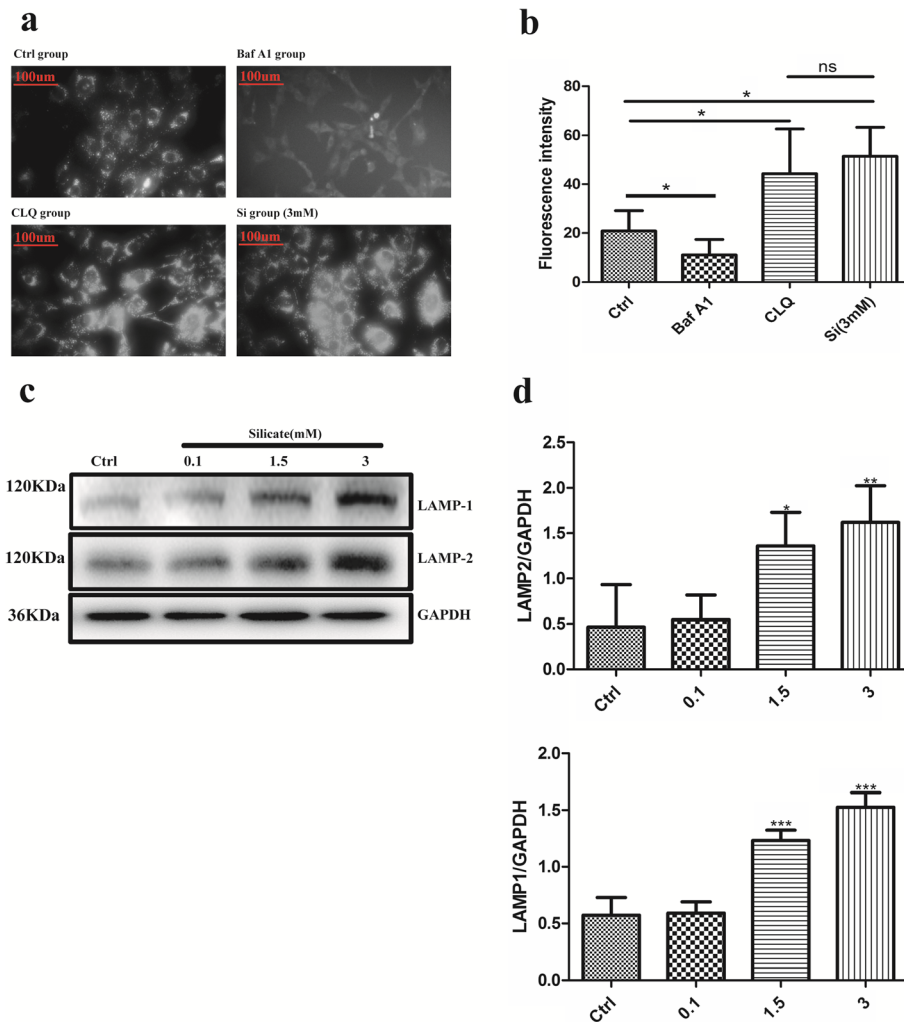 a
Ctrl group
Baf A1 group
100um
100um
CLQ group
Si group (3mM)
100um
100um
b
Fluorescence intensity
80
60
40
20
0
ns
*
*
*
Ctrl
Baf A1
CLQ
Si(3mM)
c
Silicate(mM)
Ctrl
0.1
1.5
3
120KDa
LAMP-1
120KDa
LAMP-2
36KDa
GAPDH
d
LAMP2/GAPDH
2.5
2.0
1.5
1.0
0.5
0.0
*
**
Ctrl
0.1
1.5
3
LAMP1/GAPDH
2.0
1.5
1.0
0.5
0.0
***
***
Ctrl
0.1
1.5
3